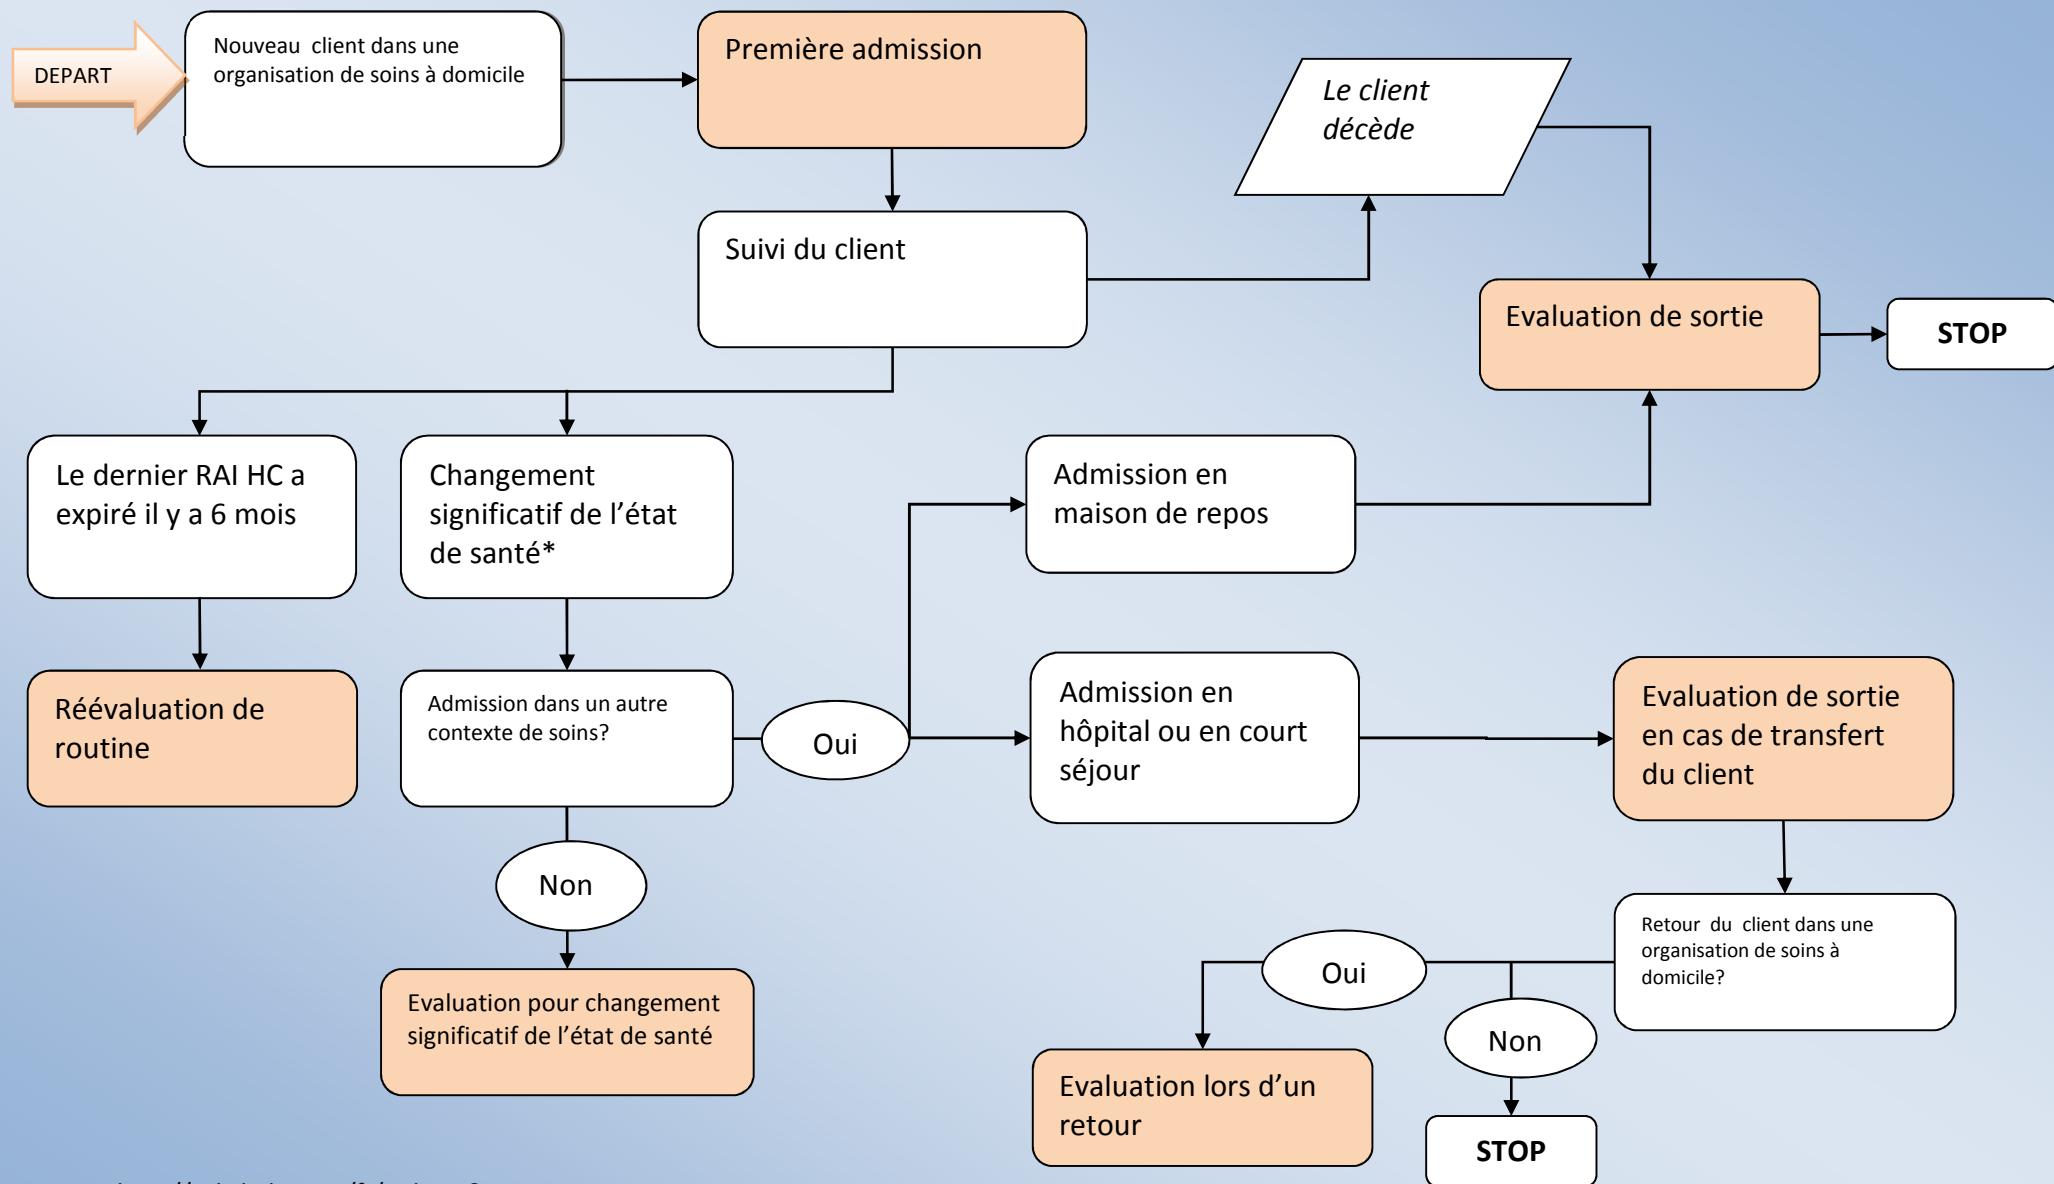 DEPART
Nouveau client dans une
organisation de soins à domicile
Première admission
Le client
décède
Suivi du client
Evaluation de sortie
STOP
Le dernier RAI HC a
expiré il y a 6 mois
Changement
significatif de l’état
de santé*
Admission en
maison de repos
Réévaluation de
routine
Admission dans un autre
contexte de soins?
Oui
Admission en
hôpital ou en court
séjour
Evaluation de sortie
en cas de transfert
du client
Non
Retour du client dans une
organisation de soins à
domicile?
Oui
Non
Evaluation pour changement
significatif de l’état de santé
Evaluation lors d’un
retour
STOP